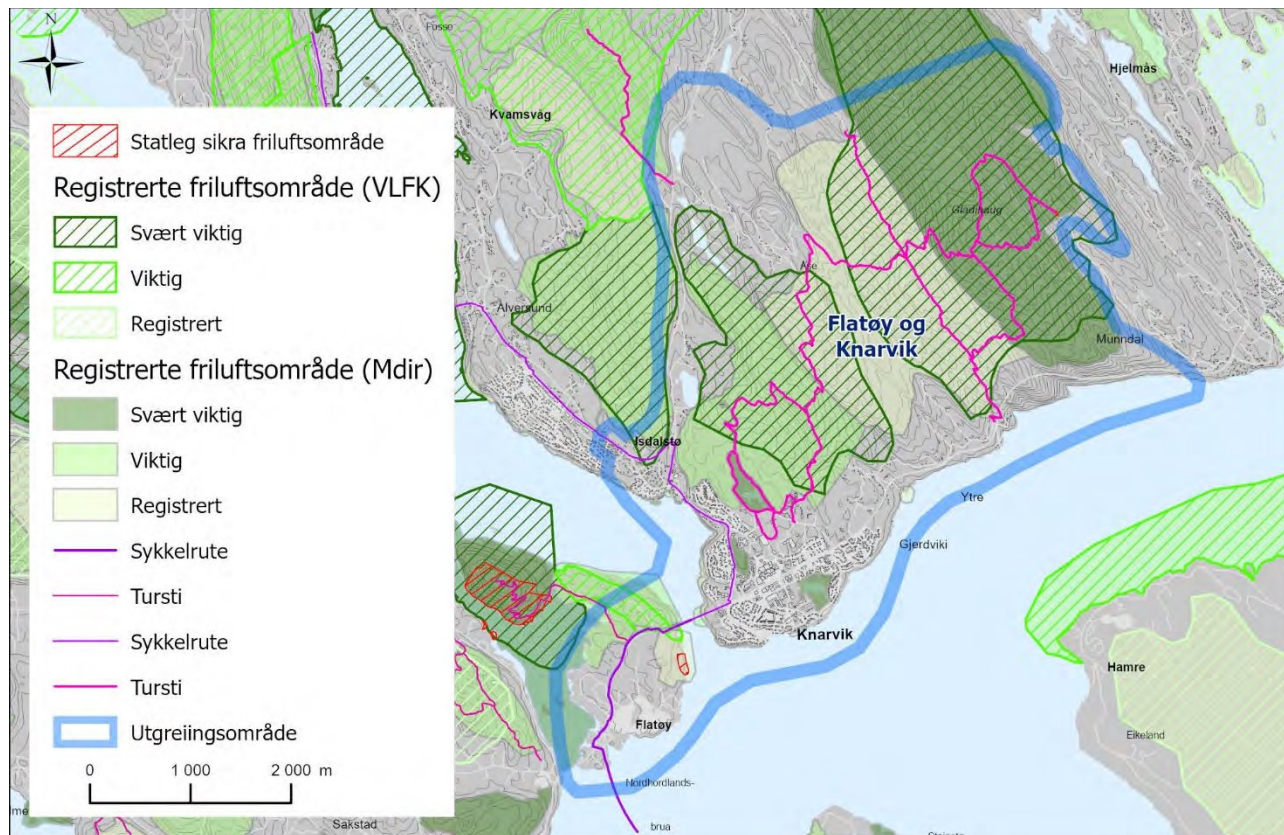 N
Fosse
Kvamsvåg
Hjelmås
Statleg sikra friluftsområde
Registrerte friluftsområde (VLFK)
Svært viktig
Viktig
Registrert
Registrerte friluftsområde (Mdir)
Svært viktig
Viktig
Registrert
Sykkelrute
Tursti
Sykkelrute
Tursti
Utgreiingsområde
0 1 000 2 000 m
Gladihaug
Åse
Alversund
Flatøy og
Knarvik
Munndal
Isdalstø
Ytre
Gjerdviki
Knarvik
Hamre
Flatøy
Eikeland
Nordhordlands-
brua
Sakstad